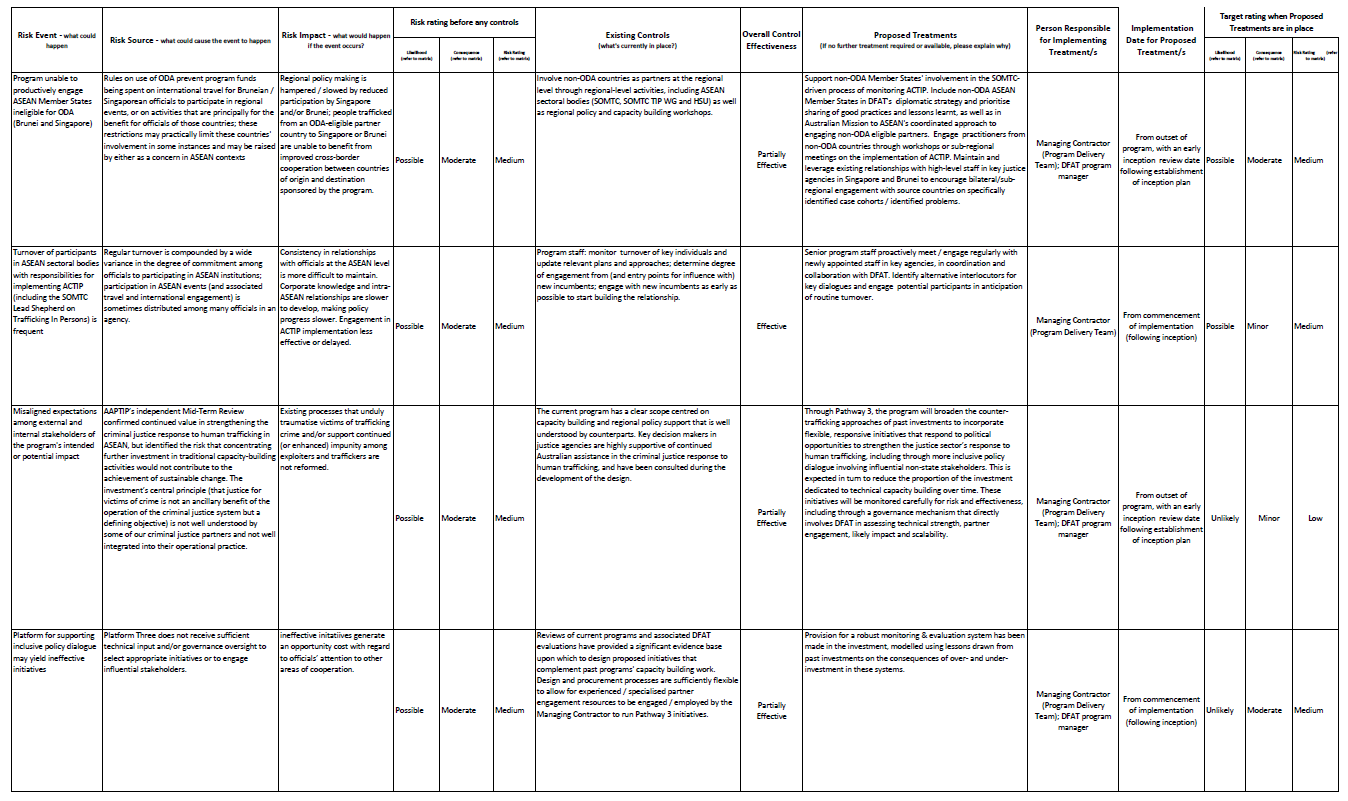 Risk Event - what could
happen
Risk Source - what could cause the event to happen
Risk Impact - what would happen
if the event occurs?
Risk rating before any controls
Likelihood
(refer to matrix)
Consequence
(refer to matrix)
Risk Rating
(refer to matrix)
Existing Controls
(what's currently in place?)
Overall Control
Effectiveness
Proposed Treatments
(If no further treatment required or available, please explain why)
Person Responsible
for Implementing
Treatment/s
Implementation
Date for Proposed
Treatment/s
Target rating when Proposed
Treatments are in place
Likelihood
(refer to matrix)
Consequence
(refer to matrix)
Risk Rating (refer
to matrix)
Program unable to
productively engage
ASEAN Member States
ineligible for ODA
(Brunei and Singapore)
Rules on use of ODA prevent program funds
being spent on international travel for Bruneian /
Singaporean officials to participate in regional
events, or on activities that are principally for the
benefit for officials of those countries; these
restrictions may practically limit these countries'
involvement in some instances and may be raised
by either as a concern in ASEAN contexts
Regional policy making is
hampered / slowed by reduced
participation by Singapore
and/or Brunei; people trafficked
from an ODA-eligible partner
country to Singapore or Brunei
are unable to benefit from
improved cross-border
cooperation between countries
of origin and destination
sponsored by the program.
Possible
Moderate
Medium
Involve non-ODA countries as partners at the regional
level through regional-level activities, including ASEAN
sectoral bodies (SOMTC, SOMTC TIP WG and HSU) as well
as regional policy and capacity building workshops.
Partially
Effective
Support non-ODA Member States' involvement in the SOMTC-
driven process of monitoring ACTIP. Include non-ODA ASEAN
Member States in DFAT's diplomatic strategy and prioritise
sharing of good practices and lessons learnt, as well as in
Australian Mission to ASEAN's coordinated approach to
engaging non-ODA eligible partners. Engage practitioners from
non-ODA countries through workshops or sub-regional
meetings on the implementation of ACTIP. Maintain and
leverage existing relationships with high-level staff in key justice
agencies in Singapore and Brunei to encourage bilateral/sub-
regional engagement with source countries on specifically
identified case cohorts / identified problems.
Managing Contractor
(Program Delivery
Team); DFAT program
manager
From outset of
program, with an early
inception review date
following establishment
of inception plan
Possible
Moderate
Medium
Turnover of participants
in ASEAN sectoral bodies
with responsibilities for
implementing ACTIP
(including the SOMTC
Lead Shepherd on
Trafficking In Persons) is
frequent
Regular turnover is compounded by a wide
variance in the degree of commitment among
officials to participating in ASEAN institutions;
participation in ASEAN events (and associated
travel and international engagement) is
sometimes distributed among many officials in an
agency.
Consistency in relationships
with officials at the ASEAN level
is more difficult to maintain.
Corporate knowledge and intra-
ASEAN relationships are slower
to develop, making policy
progress slower. Engagement in
ACTIP implementation less
effective or delayed.
Possible
Moderate
Medium
Program staff: monitor turnover of key individuals and
update relevant plans and approaches; determine degree
of engagement from (and entry points for influence with)
new incumbents; engage with new incumbents as early as
possible to start building the relationship.
Effective
Senior program staff proactively meet / engage regularly with
newly appointed staff in key agencies, in coordination and
collaboration with DFAT. Identify alternative interlocutors for
key dialogues and engage potential participants in anticipation
of routine turnover.
Managing Contractor
(Program Delivery Team)
From commencement
of implementation
(following inception)
Possible
Minor
Medium
Misaligned expectations
among external and
internal stakeholders of
the program's intended
or potential impact
AAPTIP's independent Mid-Term Review
confirmed continued value in strengthening the
criminal justice response to human trafficking in
ASEAN, but identified the risk that concentrating
further investment in traditional capacity-building
activities would not contribute to the
achievement of sustainable change. The
investment's central principle (that justice for
victims of crime is not an ancillary benefit of the
operation of the criminal justice system but a
defining objective) is not well understood by
some of our criminal justice partners and not well
integrated into their operational practice.
Existing processes that unduly
traumatise victims of trafficking
crime and/or support continued
(or enhanced) impunity among
exploiters and traffickers are
not reformed.
Possible
Moderate
Medium
The current program has a clear scope centred on
capacity building and regional policy support that is well
understood by counterparts. Key decision makers in
justice agencies are highly supportive of continued
Australian assistance in the criminal justice response to
human trafficking, and have been consulted during the
development of the design.
Partially
Effective
Through Pathway 3, the program will broaden the counter-
trafficking approaches of past investments to incorporate
flexible, responsive initiatives that respond to political
opportunities to strengthen the justice sector's response to
human trafficking, including through more inclusive policy
dialogue involving influential non-state stakeholders. This is
expected in turn to reduce the proportion of the investment
dedicated to technical capacity building over time. These
initiatives will be monitored carefully for risk and effectiveness,
including through a governance mechanism that directly
involves DFAT in assessing technical strength, partner
engagement, likely impact and scalability.
Managing Contractor
(Program Delivery
Team); DFAT program
manager
From outset of
program, with an early
inception review date
following establishment
of inception plan
Unlikely
Minor
Low
Platform for supporting
inclusive policy dialogue
may yield ineffective
initiatives
Platform Three does not receive sufficient
technical input and/or governance oversight to
select appropriate initiatives or to engage
influential stakeholders.
ineffective initatiives generate
an opportunity cost with regard
to officials' attention to other
areas of cooperation.
Possible
Moderate
Medium
Reviews of current programs and associated DFAT
evaluations have provided a significant evidence base
upon which to design proposed initiatives that
complement past programs' capacity building work.
Design and procurement processes are sufficiently flexible
to allow for experienced / specialised partner
engagement resources to be engaged / employed by the
Managing Contractor to run Pathway 3 initiatives.
Partially
Effective
Provision for a robust monitoring & evaluation system has been
made in the investment, modelled using lessons drawn from
past investments on the consequences of over- and under-
investment in these systems.
Managing Contractor
(Program Delivery
Team); DFAT program
manager
From commencement
of implementation
(following inception)
Unlikely
Moderate
Medium